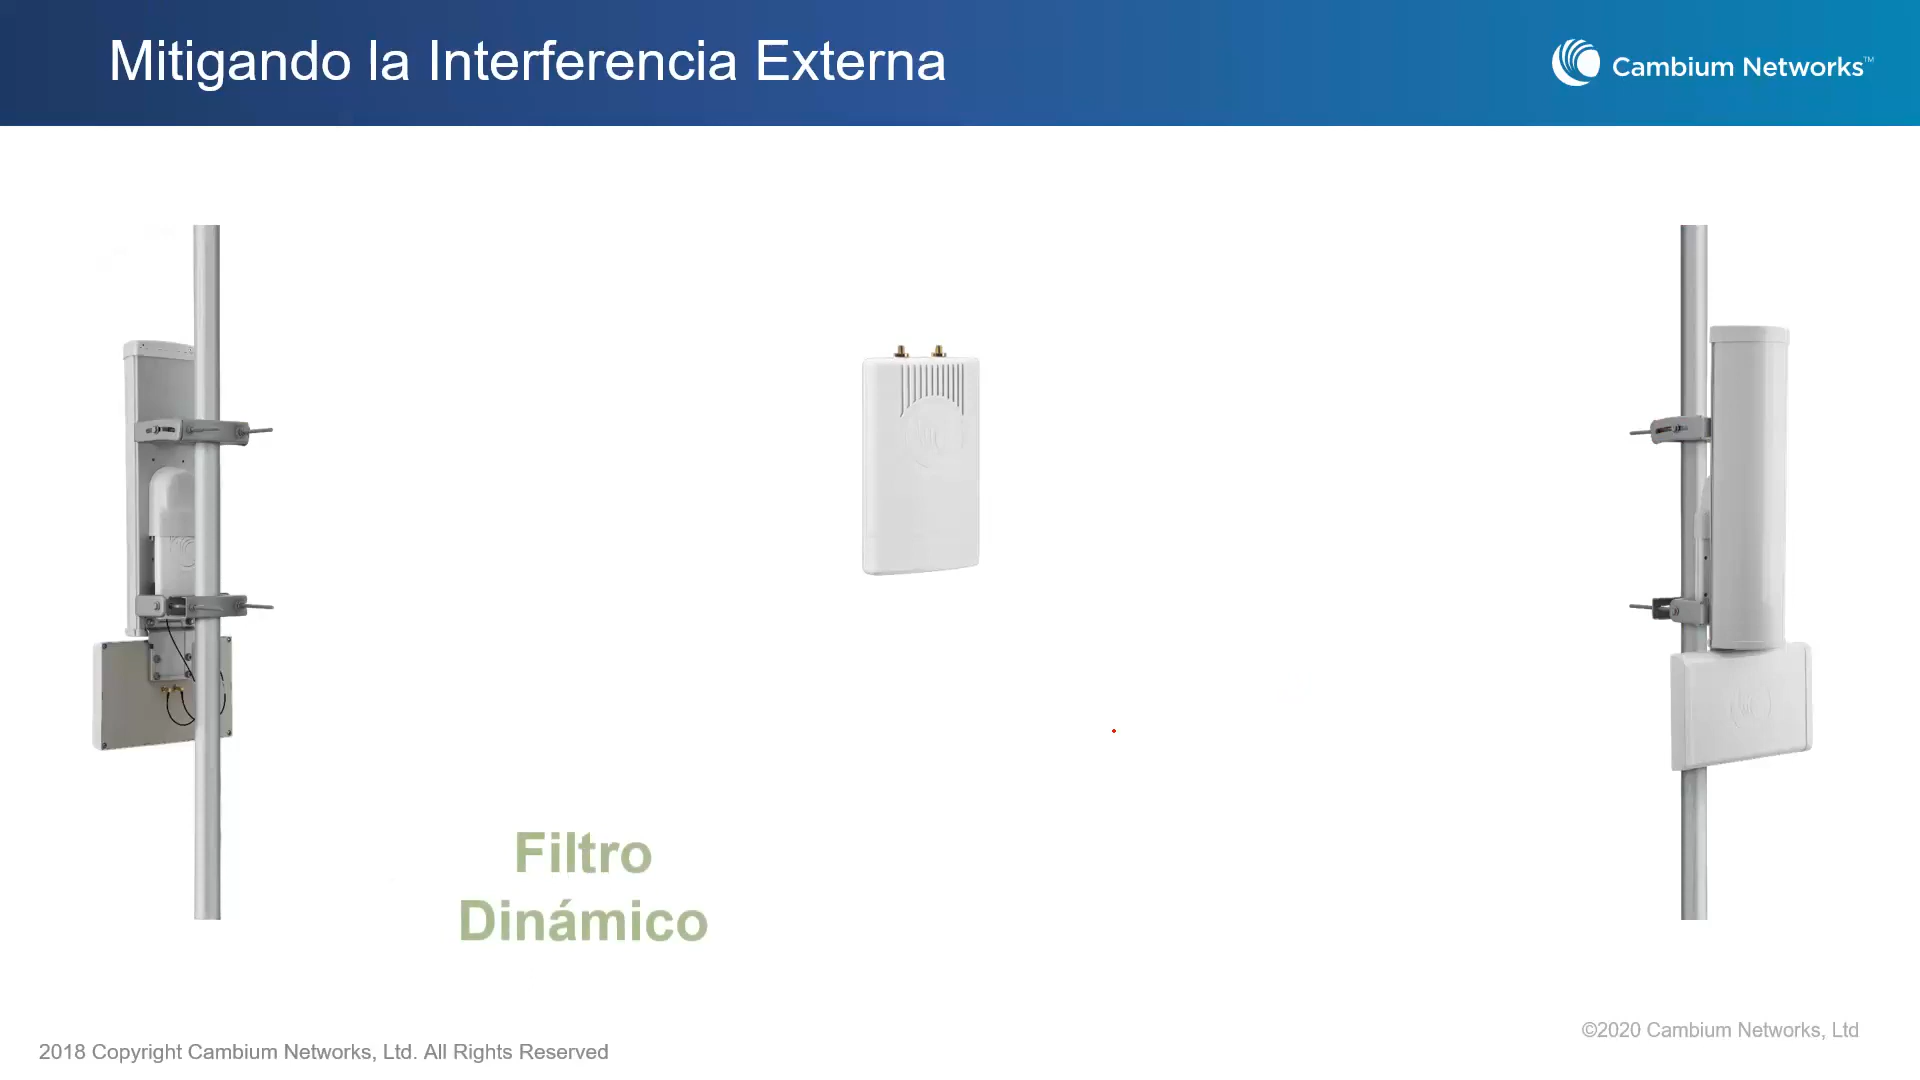 Mitigando la Interferencia Externa
Cambium Networks™
Filtro
Dinámico
©2020 Cambium Networks, Ltd
2018 Copyright Cambium Networks, Ltd. All Rights Reserved